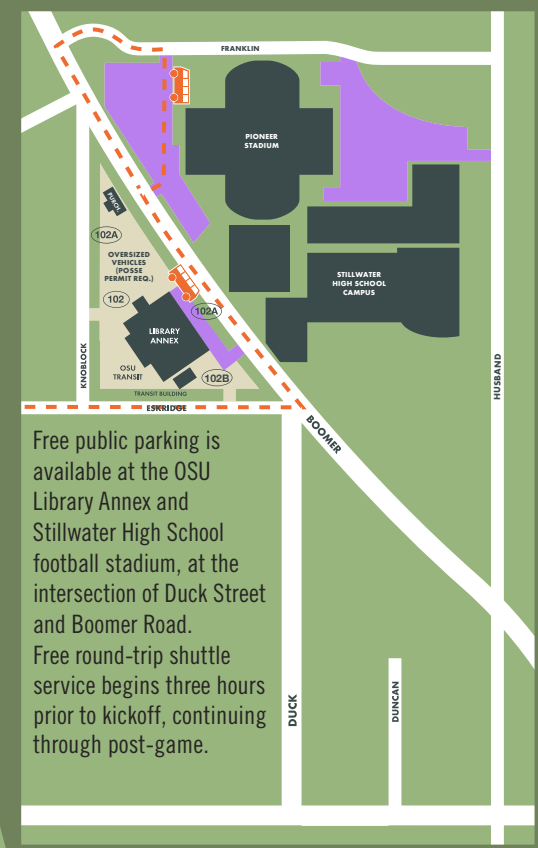 FRANKLIN
PIONEER
STADIUM
PURCH.
102A
OVERSIZED
VEHICLES
(POSSE
PERMIT REQ.)
STILLWATER
HIGH SCHOOL
CAMPUS
102
102A
LIBRARY
ANNEX
KNOBLOCK
HUSBAND
OSU
TRANSIT
102B
TRANSIT BUILDING
ESKRIDGE
BOOMER
Free public parking is
available at the OSU
Library Annex and
Stillwater High School
football stadium, at the
intersection of Duck Street
and Boomer Road.
Free round-trip shuttle
service begins three hours
prior to kickoff, continuing
through post-game.
DUCK
DUNCAN